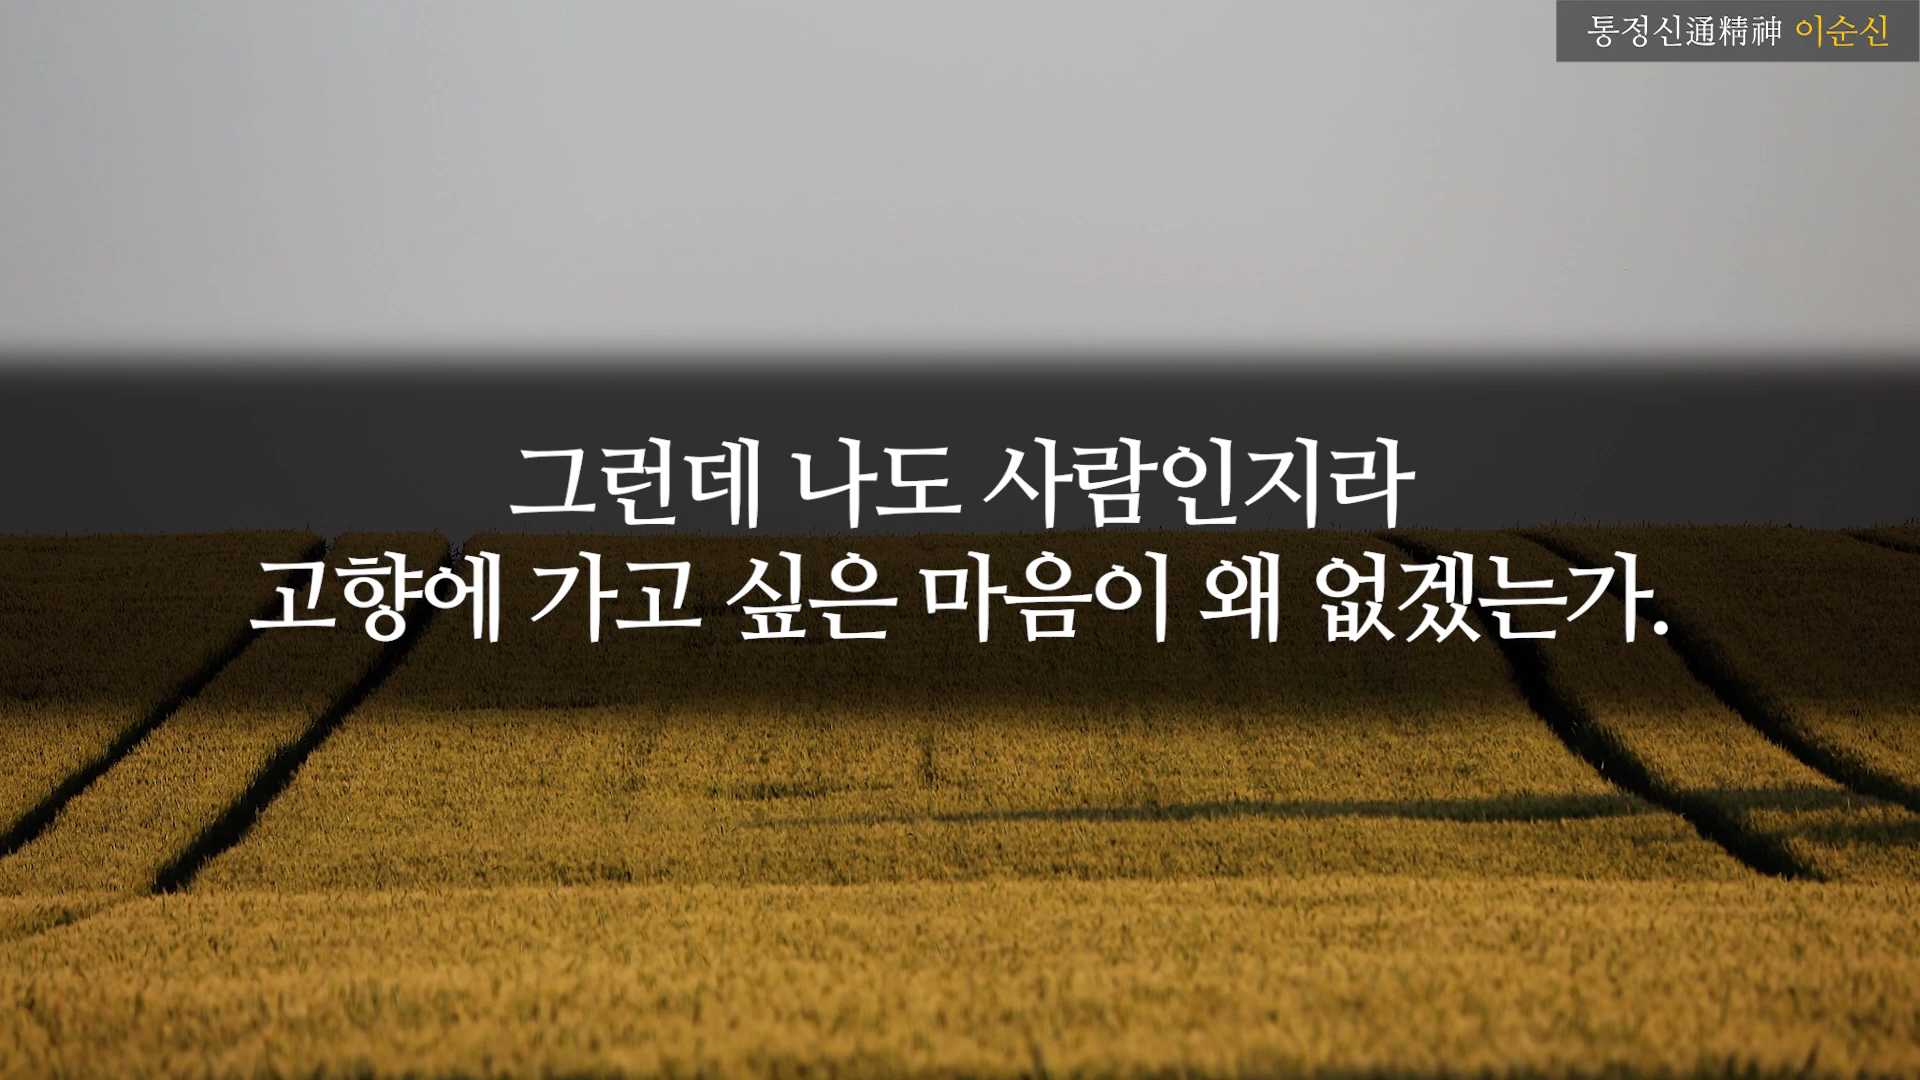 통정신通精神 이순신
그런데 나도 사람인지라
고향에 가고 싶은 마음이 왜 없겠는가.